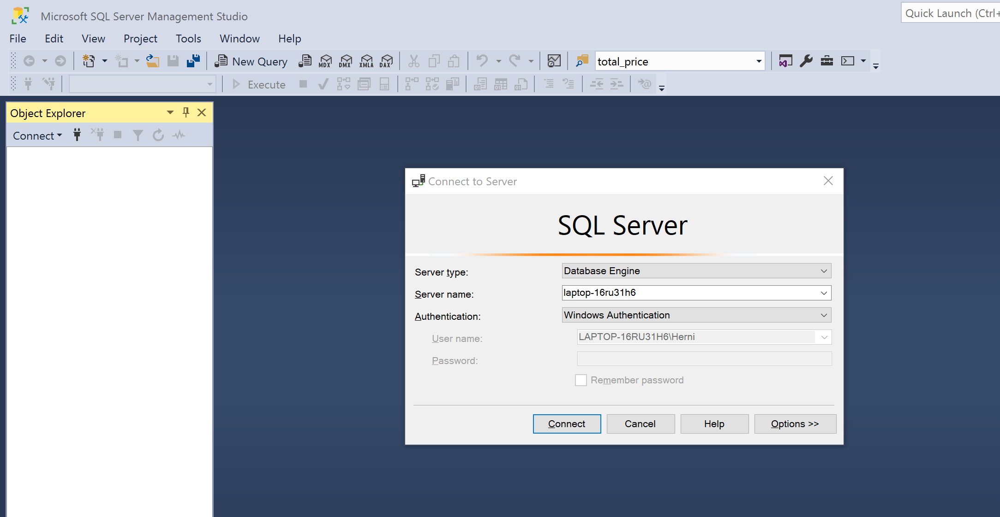 Microsoft SQL Server Management Studio
Quick Launch (Ctrl+
File Edit View Project Tools Window Help
New Query MDX DMX XMLA DAX total_price
Execute
Object Explorer
Connect
Connect to Server
SQL Server
Server type: Database Engine
Server name: laptop-16ru31h6
Authentication: Windows Authentication
User name: LAPTOP-16RU31H6\Herni
Password:
Remember password
Connect Cancel Help Options >>